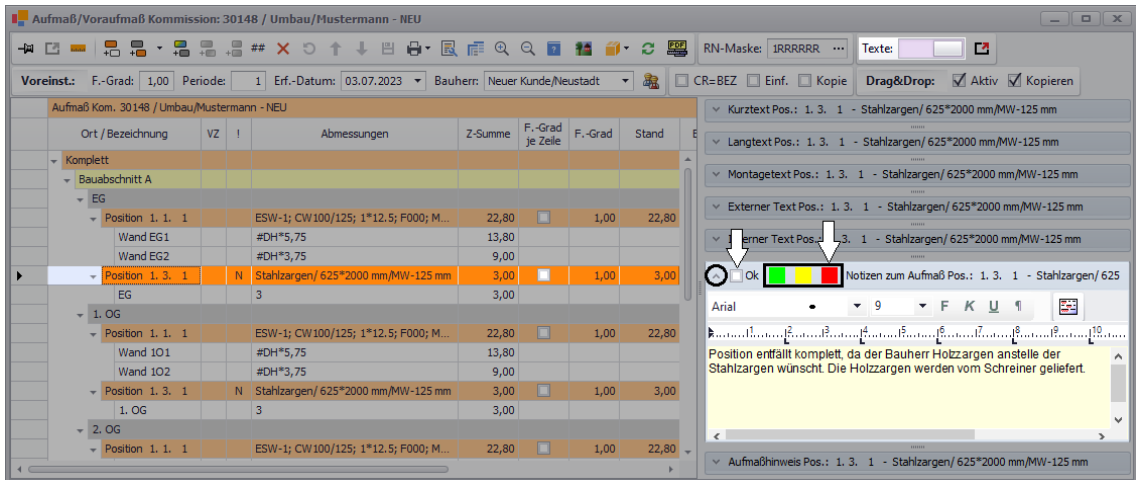 Aufmaß/Voraufmaß Kommission: 30148 / Umbau/Mustermann - NEU
## RN-Maske: 1RRRRRR ··· Texte:
Voreinst.: F.-Grad: 1,00 Periode: 1 Erf.-Datum: 03.07.2023 Bauherr: Neuer Kunde/Neustadt CR=BEZ Einf. Kopie Drag&Drop: Aktiv Kopieren
Aufmaß Kom. 30148 / Umbau/Mustermann - NEU
Ort / Bezeichnung VZ ! Abmessungen Z-Summe F.-Grad je Zeile F.-Grad Stand E
Komplett
Bauabschnitt A
EG
Position 1. 1. 1 ESW-1; CW100/125; 1*12.5; F000; M... 22,80 1,00 22,80
Wand EG1 #DH*5,75 13,80
Wand EG2 #DH*3,75 9,00
Position 1. 3. 1 N Stahlzargen/ 625*2000 mm/MW-125 mm 3,00 1,00 3,00
EG 3 3,00
1. OG
Position 1. 1. 1 ESW-1; CW100/125; 1*12.5; F000; M... 22,80 1,00 22,80
Wand 1O1 #DH*5,75 13,80
Wand 1O2 #DH*3,75 9,00
Position 1. 3. 1 N Stahlzargen/ 625*2000 mm/MW-125 mm 3,00 1,00 3,00
1. OG 3 3,00
2. OG
Position 1. 1. 1 ESW-1; CW100/125; 1*12.5; F000; M... 22,80 1,00 22,80
Kurztext Pos.: 1. 3. 1 - Stahlzargen/ 625*2000 mm/MW-125 mm
Langtext Pos.: 1. 3. 1 - Stahlzargen/ 625*2000 mm/MW-125 mm
Montagetext Pos.: 1. 3. 1 - Stahlzargen/ 625*2000 mm/MW-125 mm
Externer Text Pos.: 1. 3. 1 - Stahlzargen/ 625*2000 mm/MW-125 mm
Text Pos.: 3. 1 - Stahlzargen/ 625*2000 mm/MW-125 mm
Ok Notizen zum Aufmaß Pos.: 1. 3. 1 - Stahlzargen/ 625
Arial 9 F K U ¶
1 2 3 4 5 6 7 8 9 10
Position entfällt komplett, da der Bauherr Holzzargen anstelle der
Stahlzargen wünscht. Die Holzzargen werden vom Schreiner geliefert.
Aufmaßhinweis Pos.: 1. 3. 1 - Stahlzargen/ 625*2000 mm/MW-125 mm